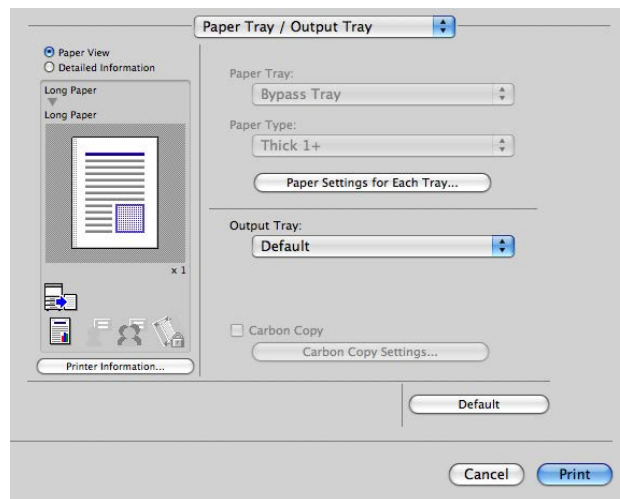 Paper Tray / Output Tray
Paper View
Detailed Information
Long Paper
Long Paper
x 1
Printer Information...
Paper Tray:
Bypass Tray
Paper Type:
Thick 1+
Paper Settings for Each Tray...
Output Tray:
Default
Carbon Copy
Carbon Copy Settings...
Default
Cancel
Print